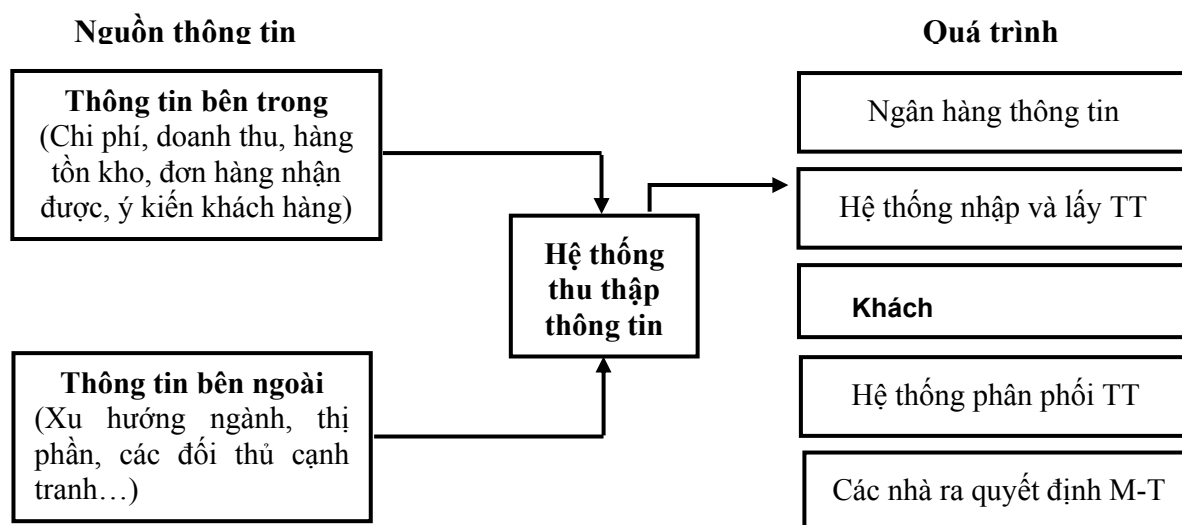 Nguồn thông tin
Thông tin bên trong
(Chi phí, doanh thu, hàng
tồn kho, đơn hàng nhận
được, ý kiến khách hàng)
Thông tin bên ngoài
(Xu hướng ngành, thị
phần, các đối thủ cạnh
tranh…)
Hệ thống
thu thập
thông tin
Quá trình
Ngân hàng thông tin
Hệ thống nhập và lấy TT
Khách
Hệ thống phân phối TT
Các nhà ra quyết định M-T